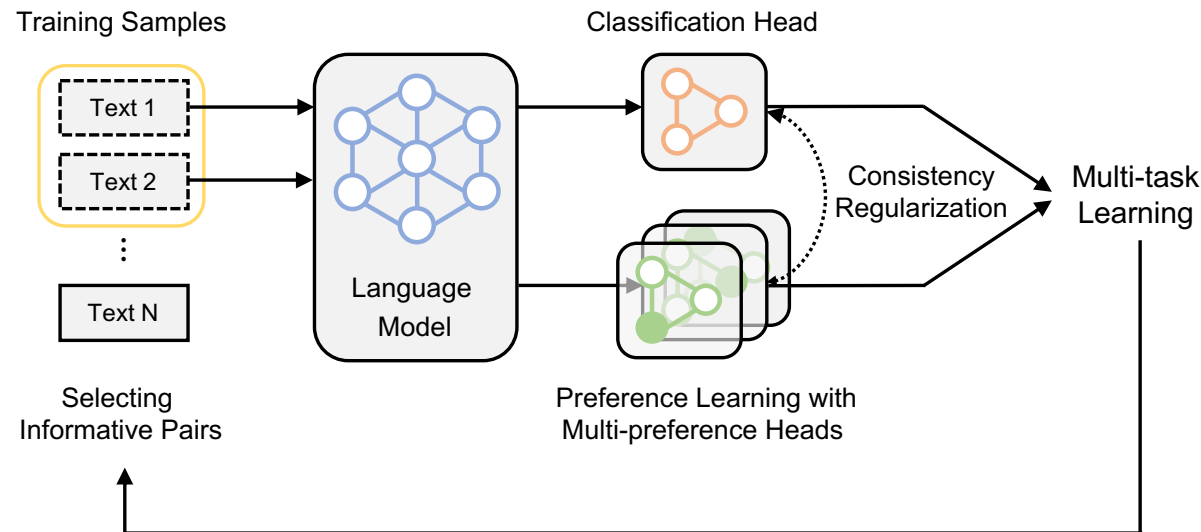 Training Samples
Classification Head
Text 1
Text 2
⋮
Text N
Language
Model
Consistency
Regularization
Multi-task
Learning
Selecting
Informative Pairs
Preference Learning with
Multi-preference Heads